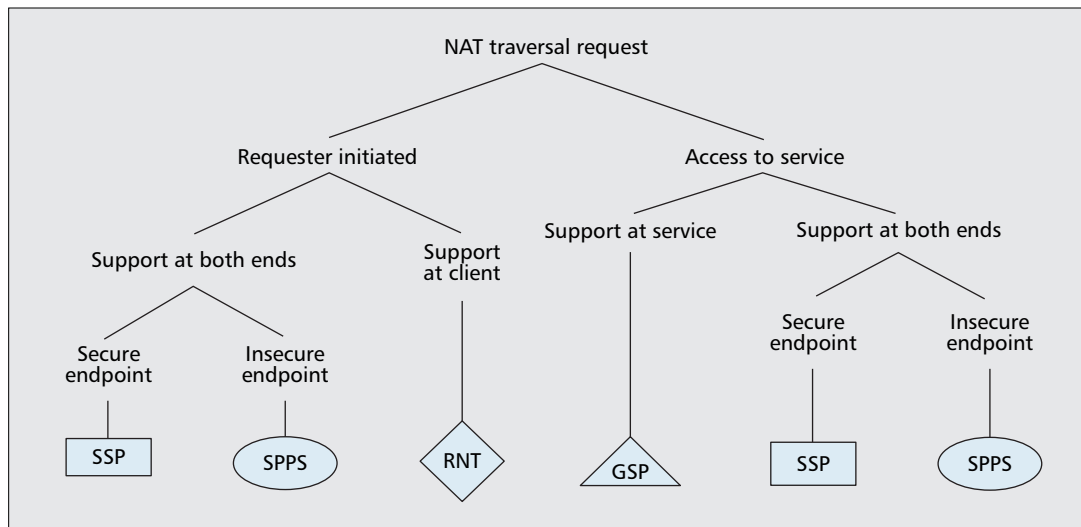 NAT traversal request
Requester initiated
Access to service
Support at both ends
Support
at client
Support at service
Support at both ends
Secure
endpoint
Insecure
endpoint
Secure
endpoint
Insecure
endpoint
SSP
SPPS
RNT
GSP
SSP
SPPS